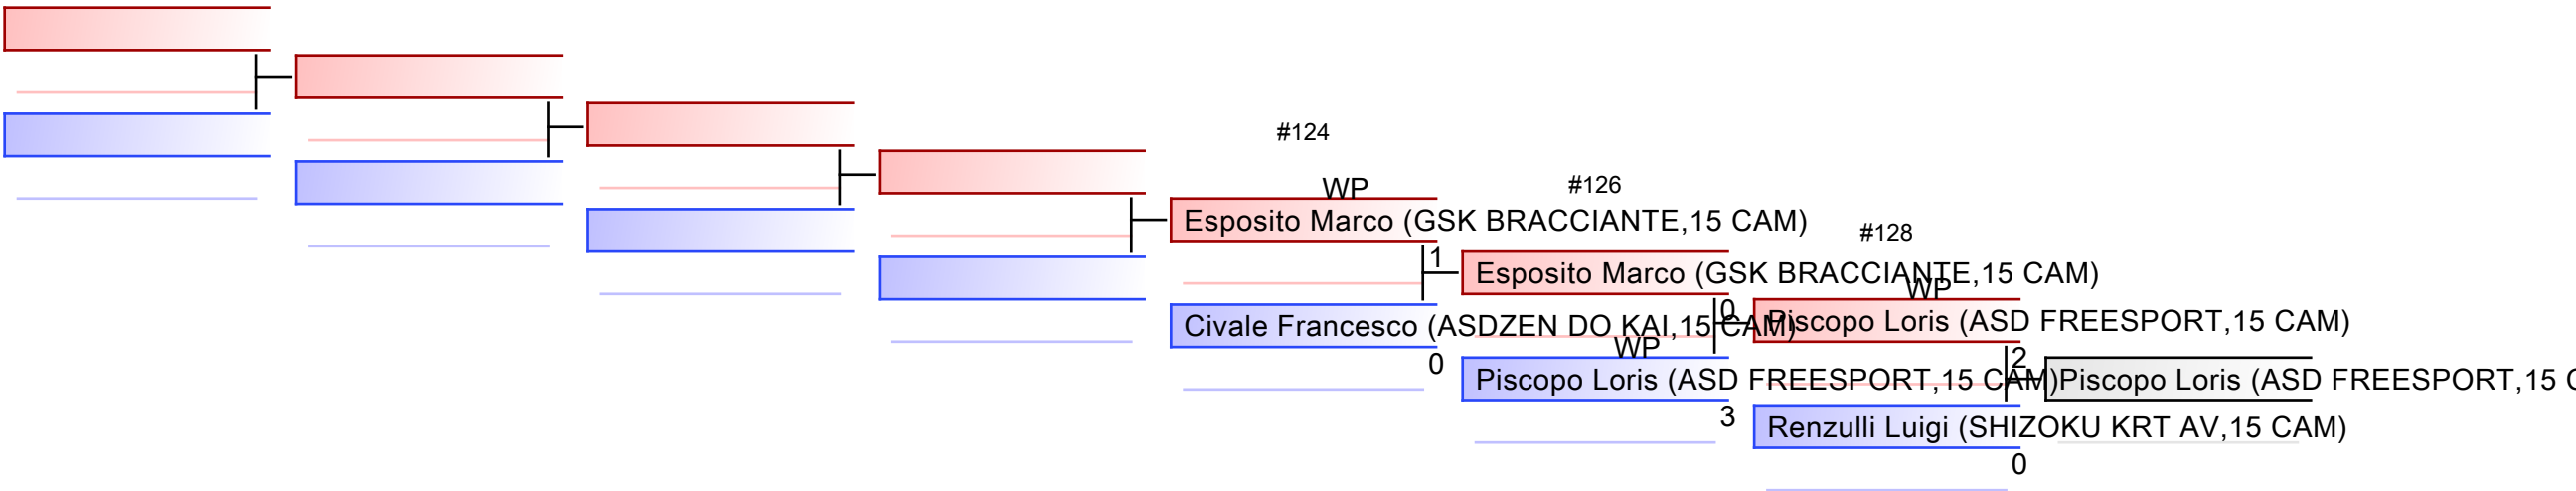 #124
WP
Esposito Marco (GSK BRACCIANTE,15 CAM)
1
Civale Francesco (ASDZEN DO KAI,15 CAM)
0
#126
Esposito Marco (GSK BRACCIANTE,15 CAM)
0
WP
Piscopo Loris (ASD FREESPORT,15 CAM)
3
#128
WP
Piscopo Loris (ASD FREESPORT,15 CAM)
2
Renzulli Luigi (SHIZOKU KRT AV,15 CAM)
0
Piscopo Loris (ASD FREESPORT,15